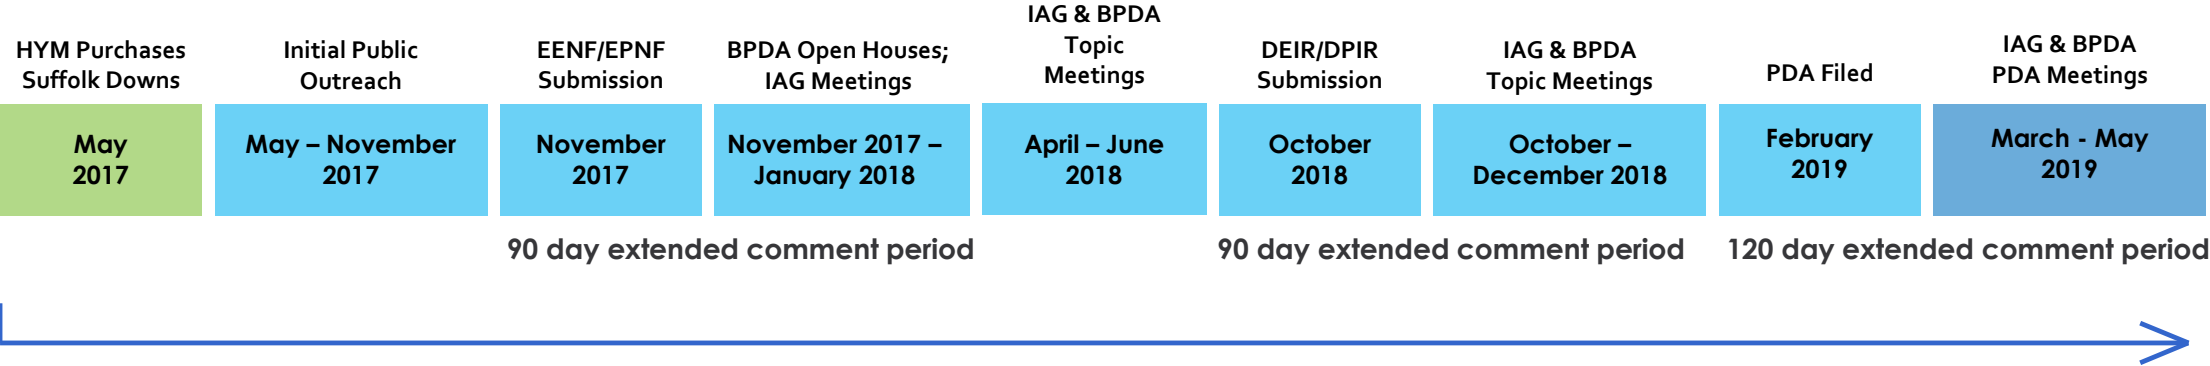 HYM Purchases
Suffolk Downs
May
2017
Initial Public
Outreach
May – November
2017
EENF/EPNF
Submission
November
2017
BPDA Open Houses;
IAG Meetings
November 2017 –
January 2018
IAG & BPDA
Topic
Meetings
April – June
2018
DEIR/DPIR
Submission
October
2018
IAG & BPDA
Topic Meetings
October –
December 2018
PDA Filed
February
2019
IAG & BPDA
PDA Meetings
March - May
2019
90 day extended comment period
90 day extended comment period
120 day extended comment period